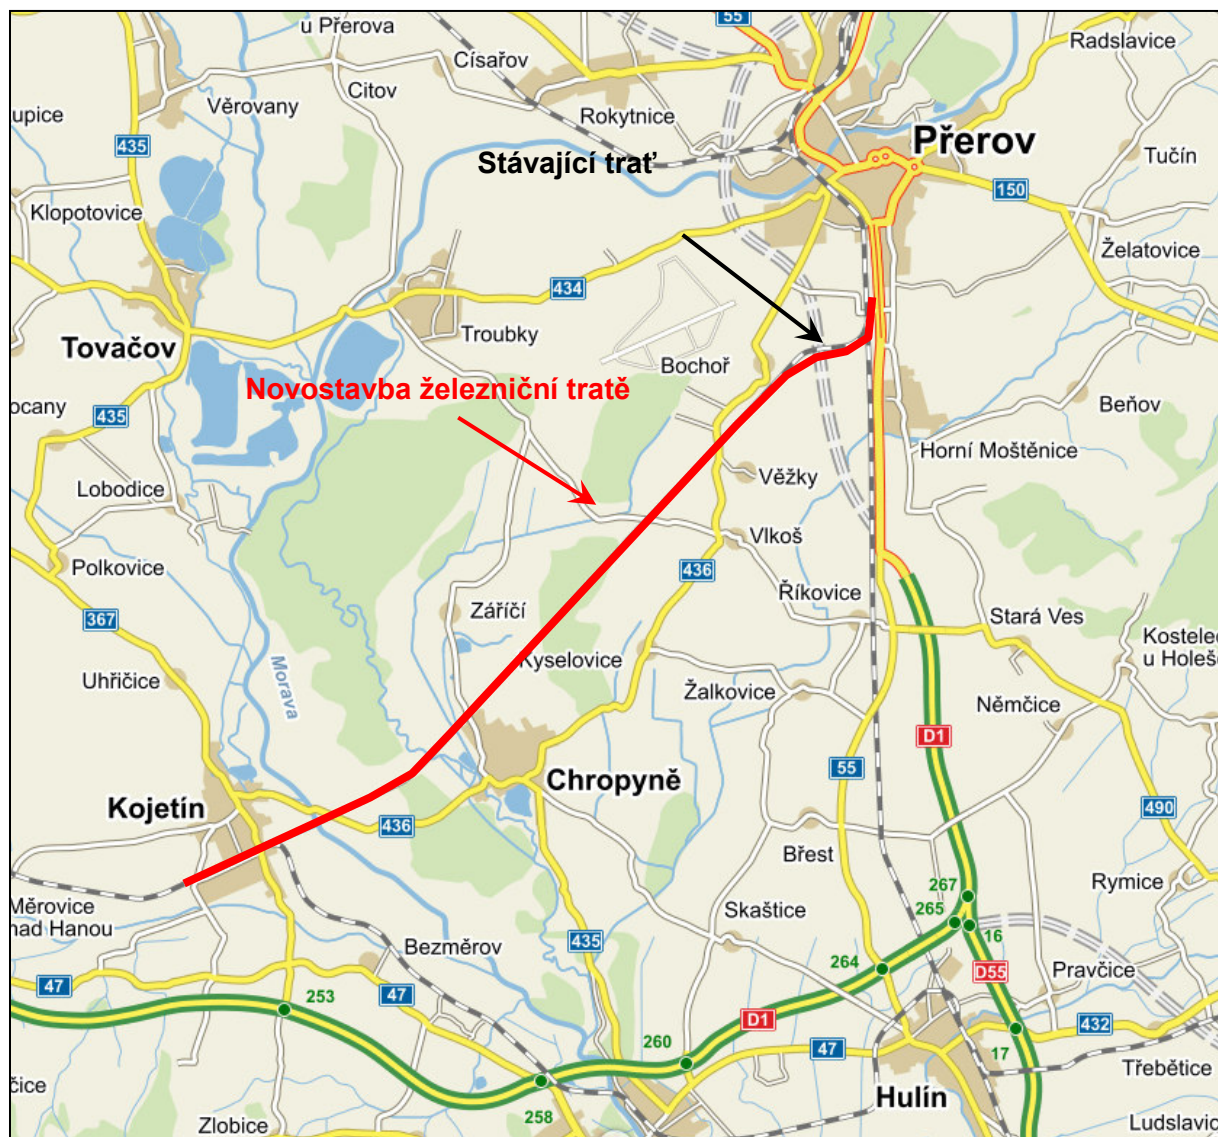 55
u Přerova
Radslavice
Císařov
Citov
Věrovany
Rokytnice
upice
435
Přerov
Tučín
Stávající trať
150
Klopotovice
Želatovice
434
Troubky
Tovačov
Bochoř
Novostavba železniční tratě
ocany
435
Beňov
Horní Moštěnice
Věžky
Lobodice
Vlkoš
Polkovice
436
Říkovice
Záříčí
367
Stará Ves
Kostelec
u Holeš
Kyselovice
Morava
Uhřičice
Žalkovice
Němčice
D1
55
Chropyně
Kojetín
490
436
Břest
267
Rymice
Měrovice
nad Hanou
265
Skaštice
16
Bezměrov
435
264
D55
Pravčice
47
253
47
D1
432
260
47
17
Třebětice
čice
Hulín
258
Zlobice
Ludslavic